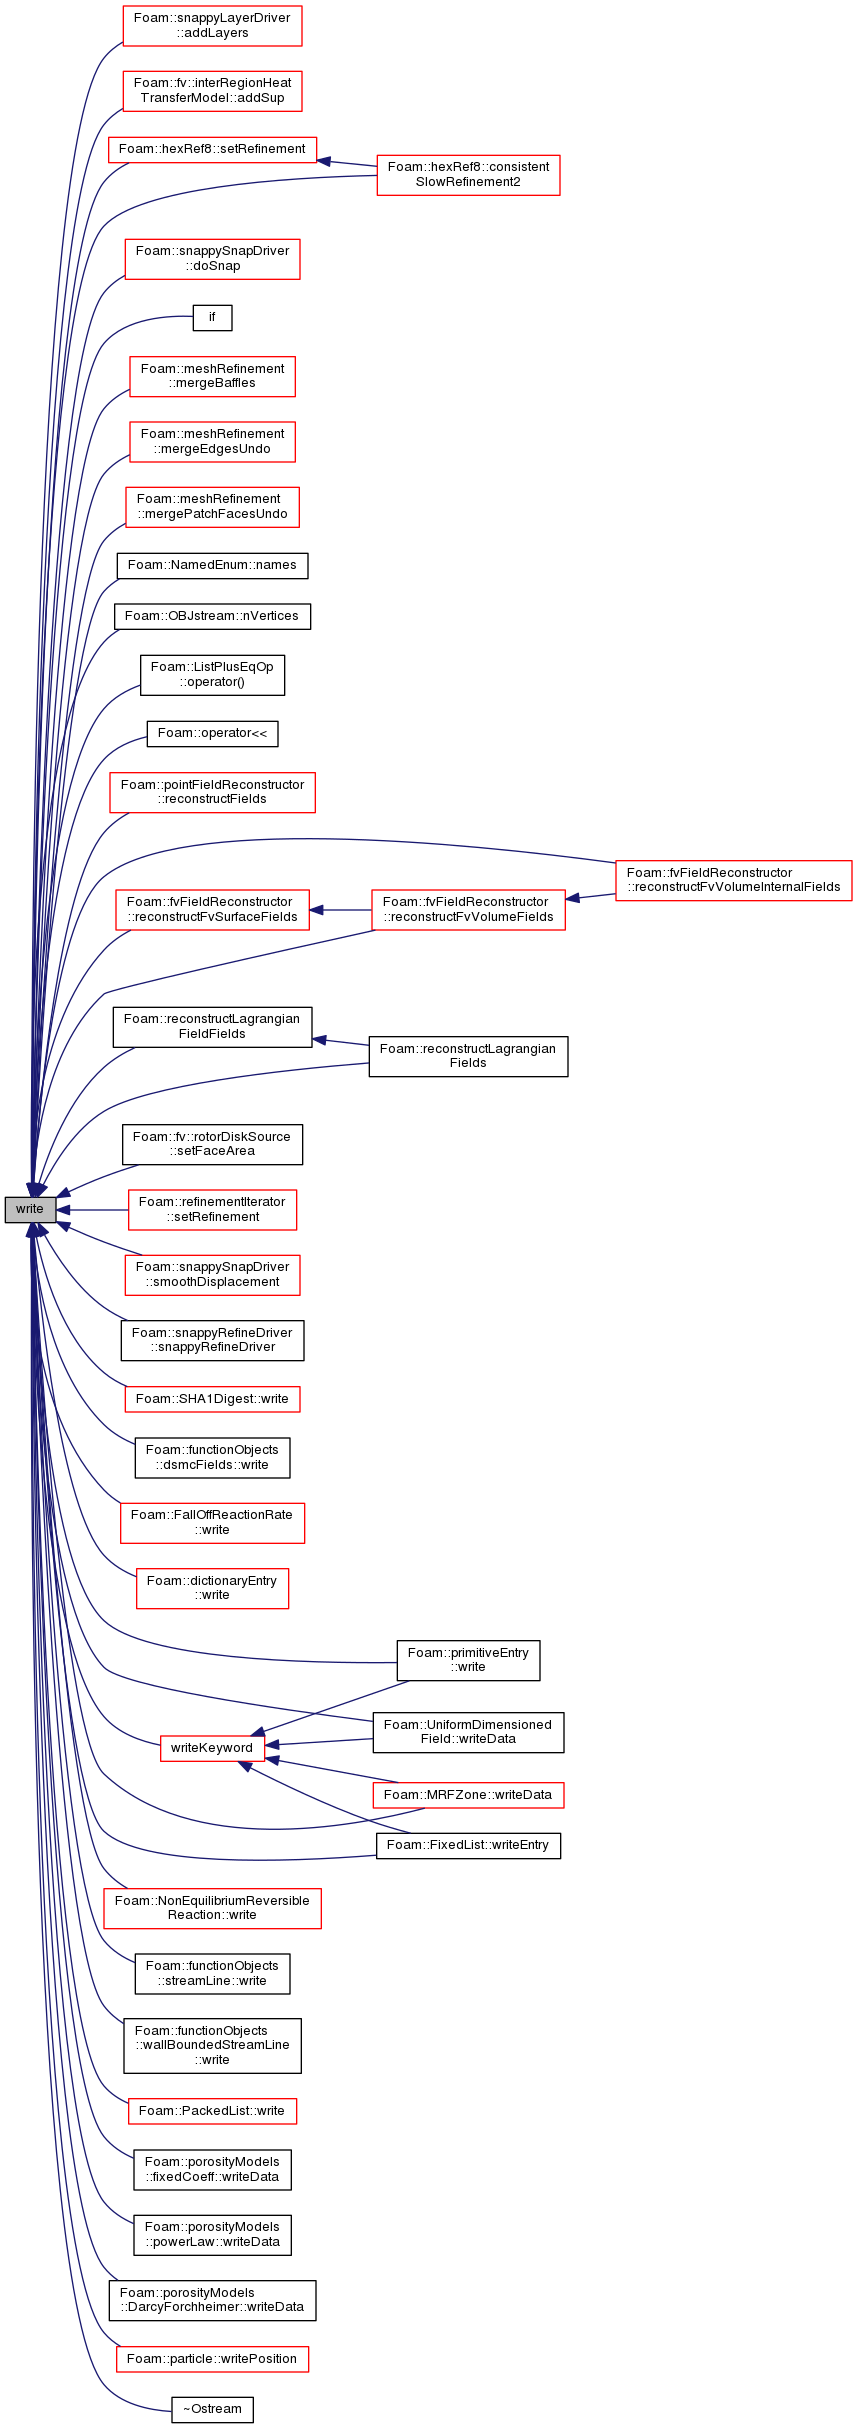 Foam::snappyLayerDriver
::addLayers
Foam::fv::interRegionHeat
TransferModel::addSup
Foam::hexRef8::setRefinement
Foam::hexRef8::consistent
SlowRefinement2
Foam::snappySnapDriver
::doSnap
if
Foam::meshRefinement
::mergeBaffles
Foam::meshRefinement
::mergeEdgesUndo
Foam::meshRefinement
::mergePatchFacesUndo
Foam::NamedEnum::names
Foam::OBJstream::nVertices
Foam::ListPlusEqOp
::operator()
Foam::operator<<
Foam::pointFieldReconstructor
::reconstructFields
Foam::fvFieldReconstructor
::reconstructFvVolumeInternalFields
Foam::fvFieldReconstructor
::reconstructFvSurfaceFields
Foam::fvFieldReconstructor
::reconstructFvVolumeFields
Foam::reconstructLagrangian
FieldFields
Foam::reconstructLagrangian
Fields
Foam::fv::rotorDiskSource
::setFaceArea
write
Foam::refinementIterator
::setRefinement
Foam::snappySnapDriver
::smoothDisplacement
Foam::snappyRefineDriver
::snappyRefineDriver
Foam::SHA1Digest::write
Foam::functionObjects
::dsmcFields::write
Foam::FallOffReactionRate
::write
Foam::dictionaryEntry
::write
Foam::primitiveEntry
::write
Foam::UniformDimensioned
Field::writeData
writeKeyword
Foam::MRFZone::writeData
Foam::FixedList::writeEntry
Foam::NonEquilibriumReversible
Reaction::write
Foam::functionObjects
::streamLine::write
Foam::functionObjects
::wallBoundedStreamLine
::write
Foam::PackedList::write
Foam::porosityModels
::fixedCoeff::writeData
Foam::porosityModels
::powerLaw::writeData
Foam::porosityModels
::DarcyForchheimer::writeData
Foam::particle::writePosition
~Ostream